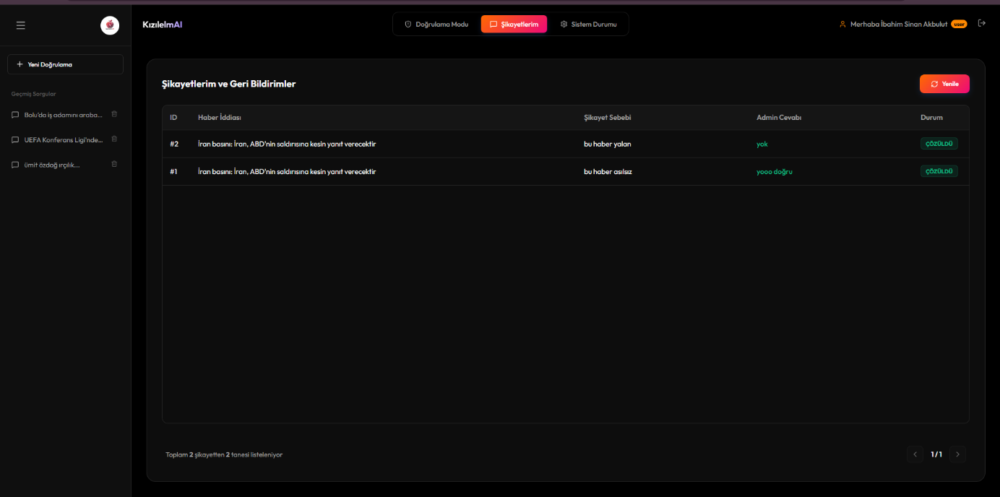 KızılelmAI
Doğrulama Modu
Şikayetlerim
Sistem Durumu
Merhaba İbahim Sinan Akbulut user
Yeni Doğrulama
Geçmiş Sorgular
Bolu'da iş adamını araba...
UEFA Konferans Ligi'nde...
ümit özdağ ırçılık...
Şikayetlerim ve Geri Bildirimler
Yenile
ID Haber İddiası Şikayet Sebebi Admin Cevabı Durum
#2 İran basını: İran, ABD'nin saldırısına kesin yanıt verecektir bu haber yalan yok ÇÖZÜLDÜ
#1 İran basını: İran, ABD'nin saldırısına kesin yanıt verecektir bu haber asılsız yooo doğru ÇÖZÜLDÜ
Toplam 2 şikayetten 2 tanesi listeleniyor
1 / 1